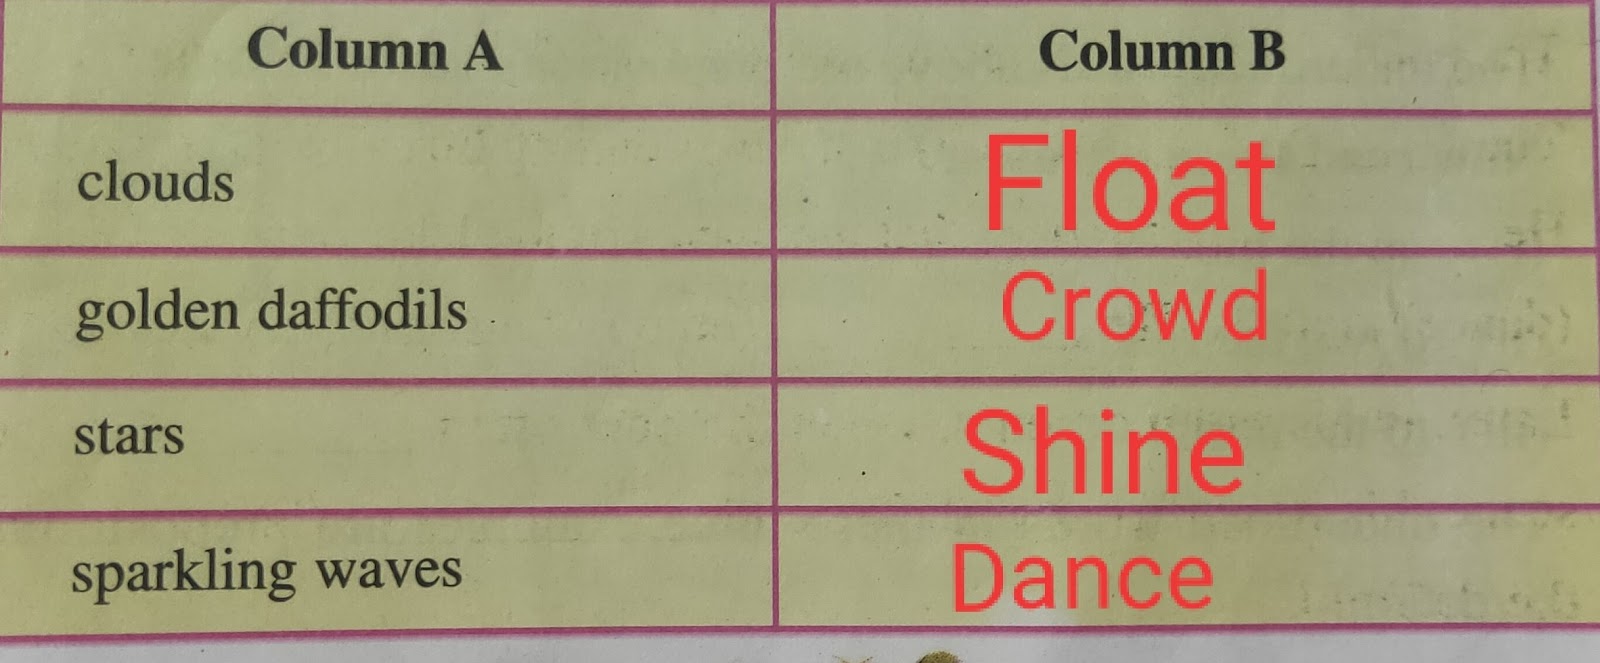 Column A Column B
clouds Float
golden daffodils Crowd
stars Shine
sparkling waves Dance